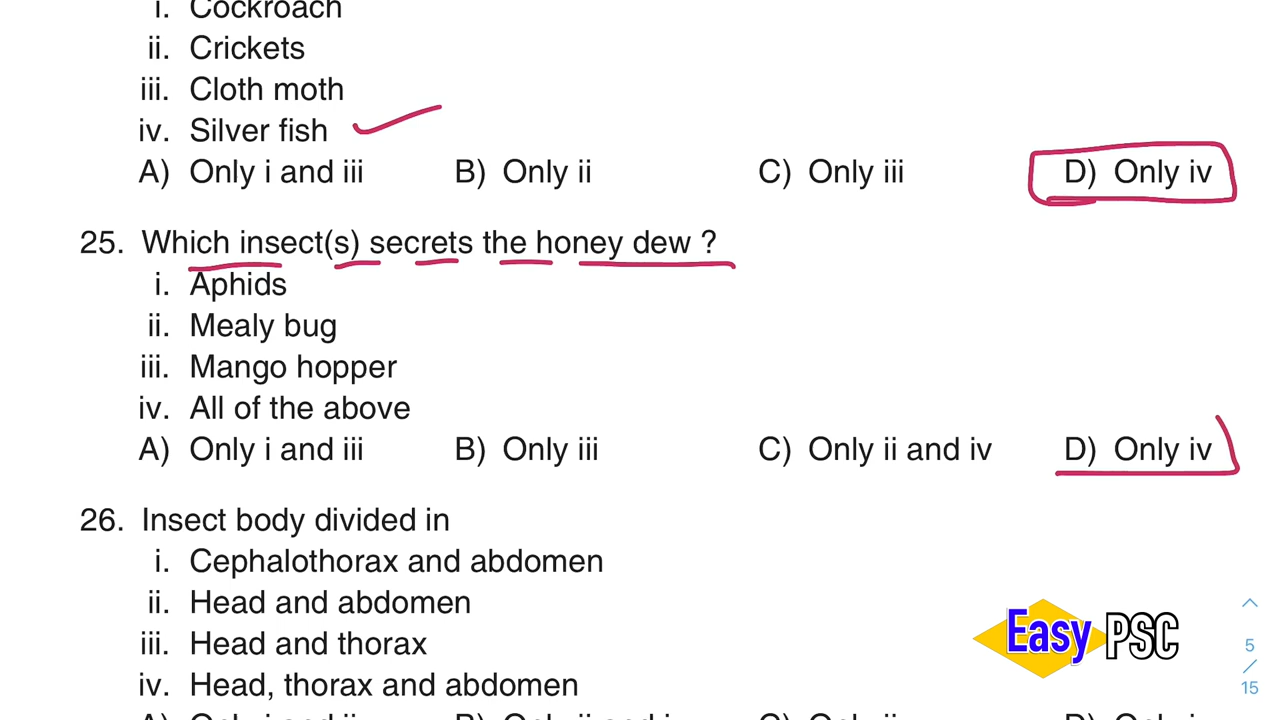 i. Cockroach
ii. Crickets
iii. Cloth moth
iv. Silver fish
A) Only i and iii B) Only ii C) Only iii D) Only iv
25. Which insect(s) secrets the honey dew ?
i. Aphids
ii. Mealy bug
iii. Mango hopper
iv. All of the above
A) Only i and iii B) Only iii C) Only ii and iv D) Only iv
26. Insect body divided in
i. Cephalothorax and abdomen
ii. Head and abdomen
iii. Head and thorax
iv. Head, thorax and abdomen
Easy PSC
5
/
15